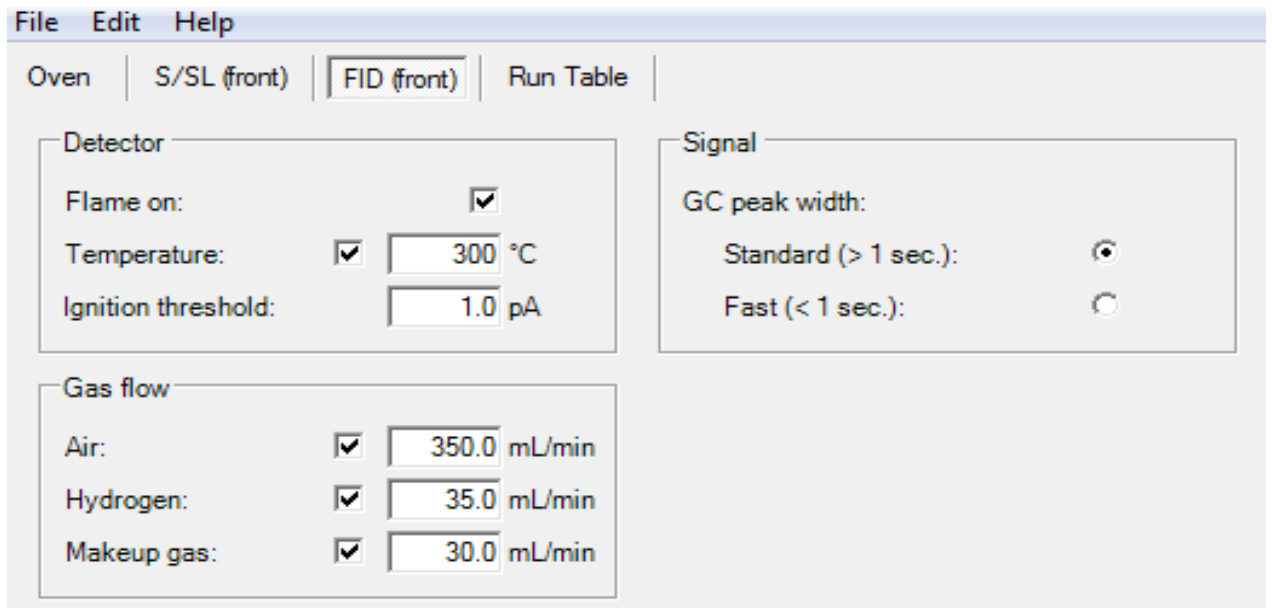 File Edit Help
Oven S/SL (front) FID (front) Run Table
Detector
Flame on:
Temperature: 300 °C
Ignition threshold: 1.0 pA
Signal
GC peak width:
Standard (> 1 sec.):
Fast (< 1 sec.):
Gas flow
Air: 350.0 mL/min
Hydrogen: 35.0 mL/min
Makeup gas: 30.0 mL/min